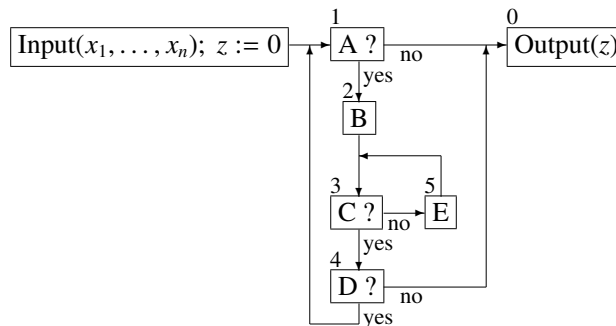 1
0
Input(x₁, . . . , xₙ); z := 0
A ?
no
Output(z)
yes
2
B
3
5
C ?
no
E
yes
4
D ?
no
yes